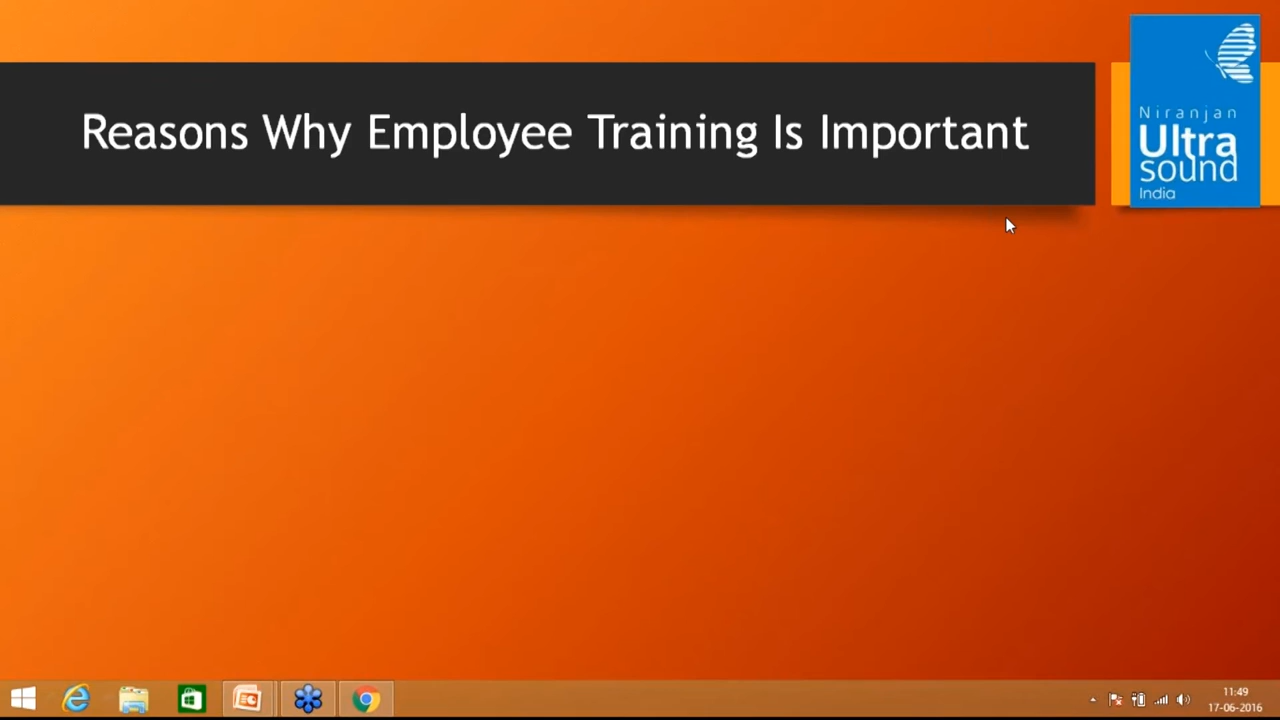 Reasons Why Employee Training Is Important
Niranjan
Ultra
sound
India
11:49
17-06-2016